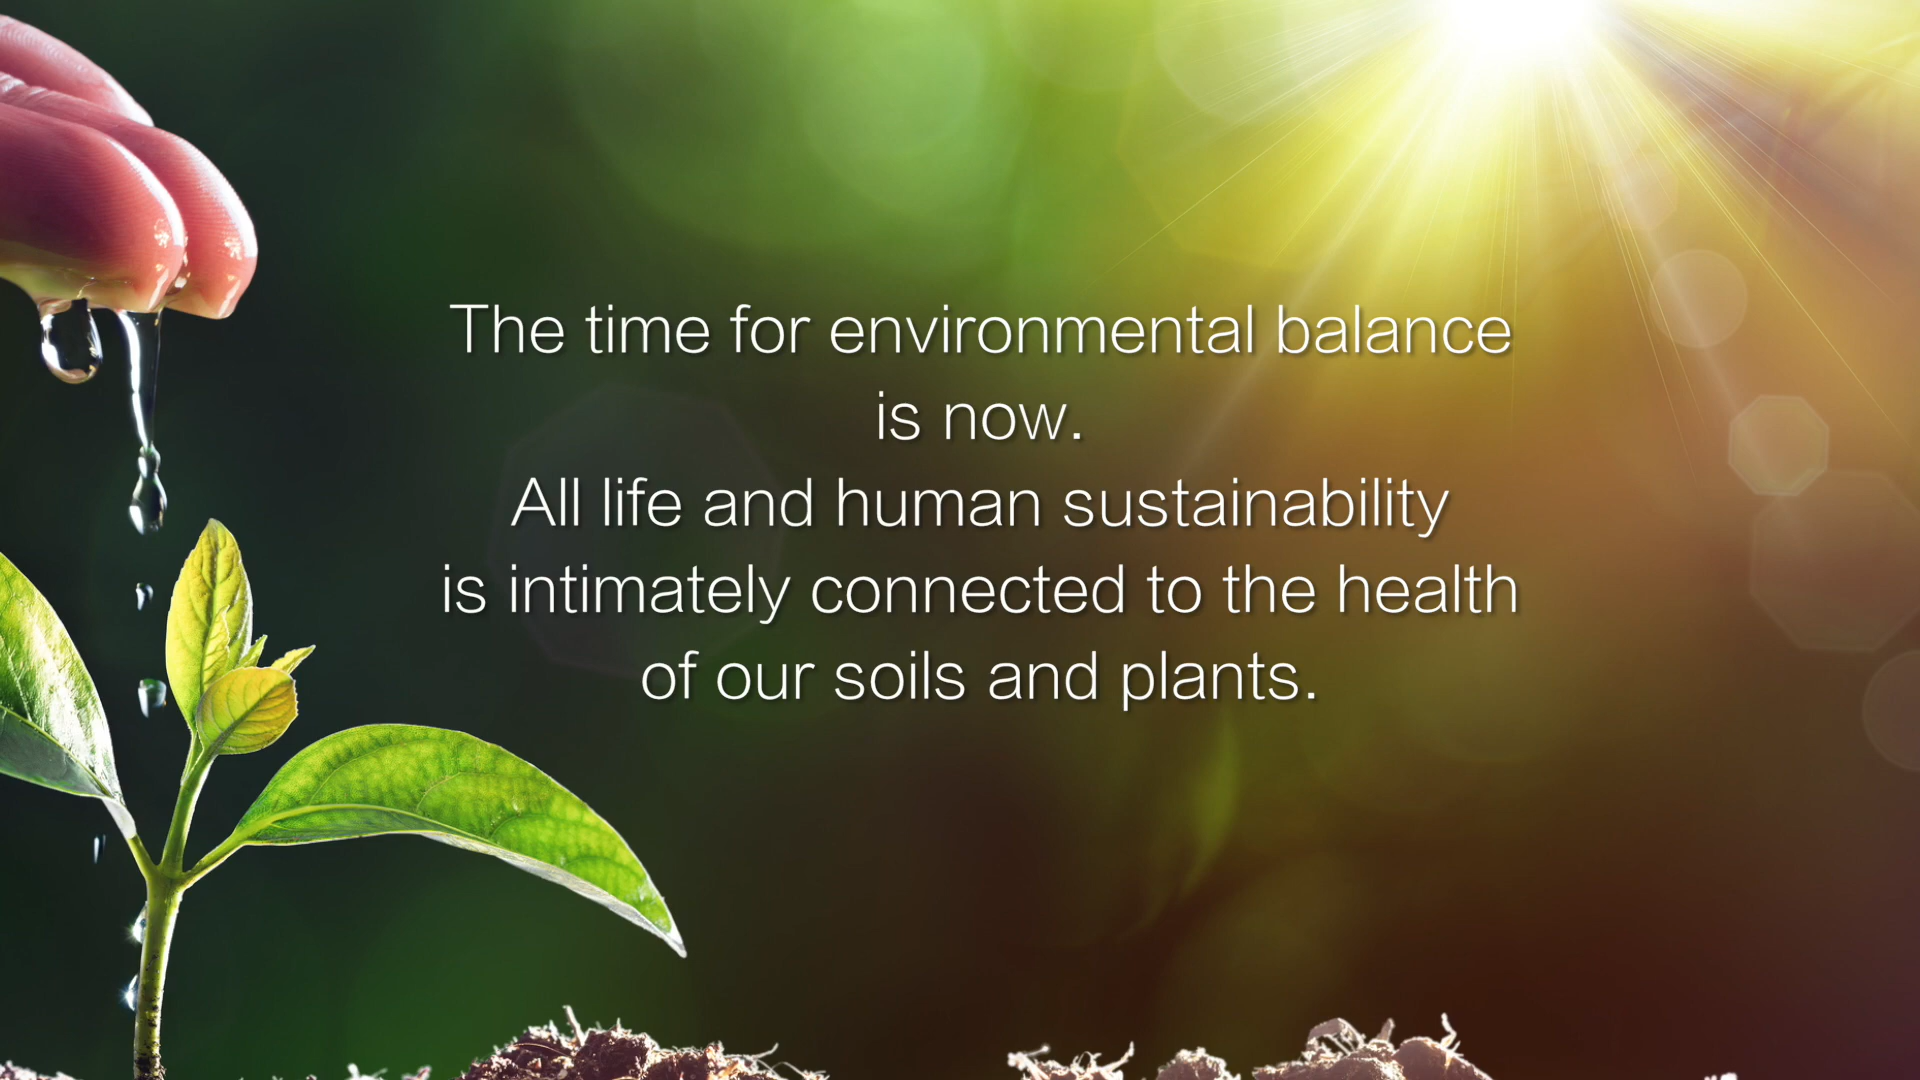 The time for environmental balance
is now.
All life and human sustainability
is intimately connected to the health
of our soils and plants.